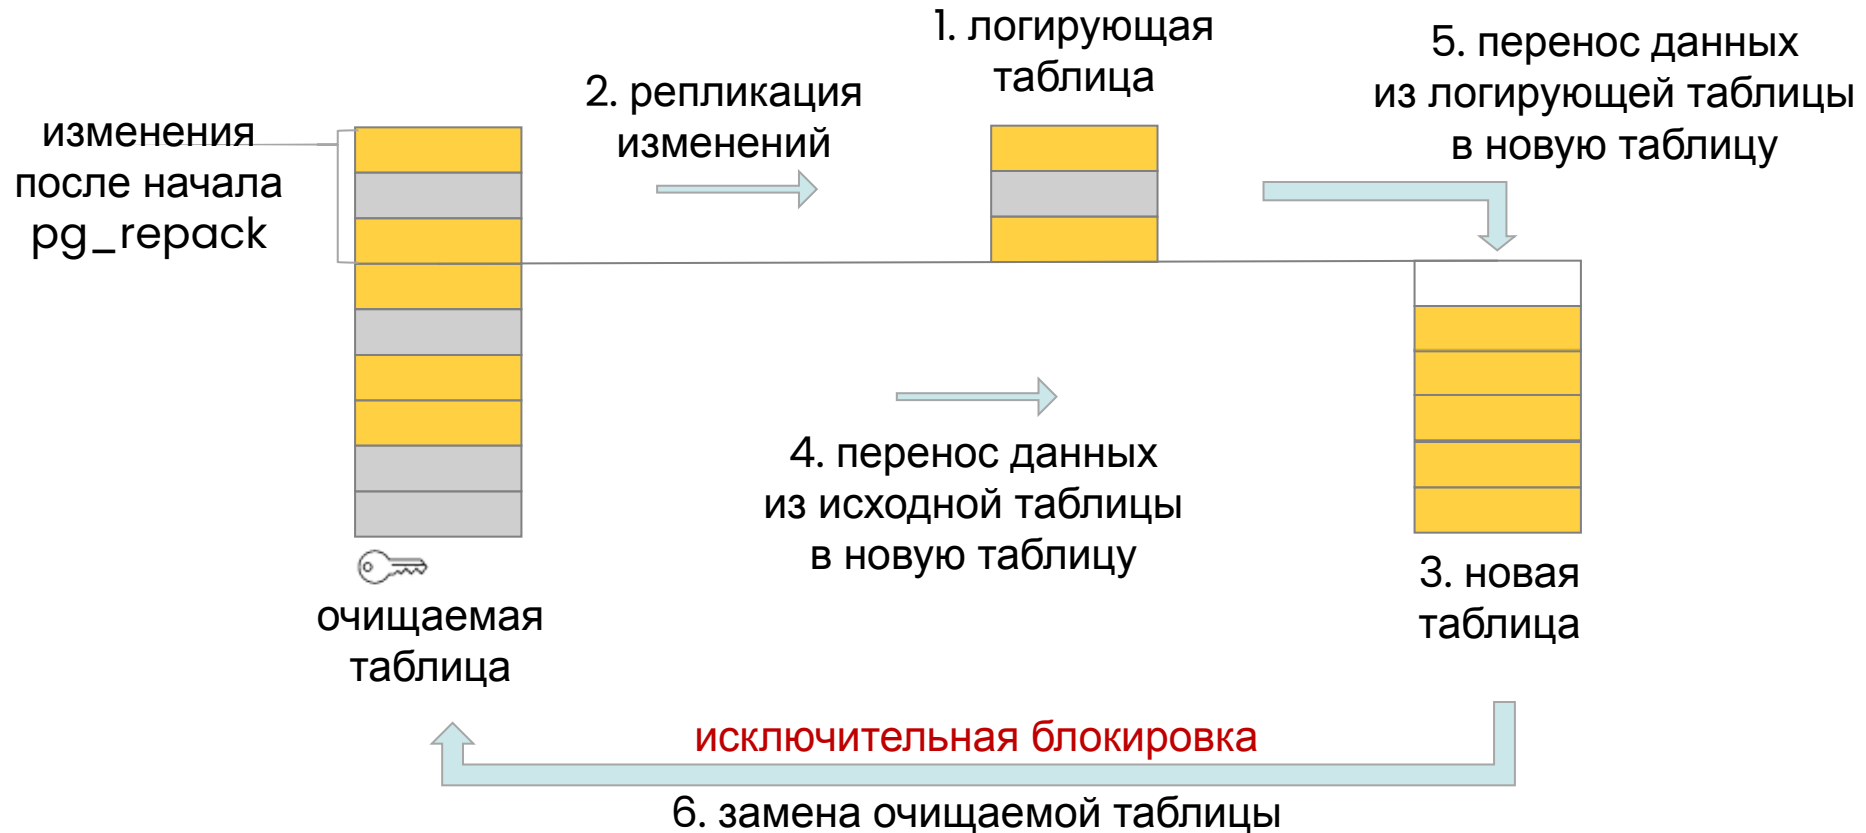 1. логирующая
таблица
2. репликация
изменений
5. перенос данных
из логирующей таблицы
в новую таблицу
изменения
после начала
pg_repack
4. перенос данных
из исходной таблицы
в новую таблицу
3. новая
таблица
очищаемая
таблица
исключительная блокировка
6. замена очищаемой таблицы